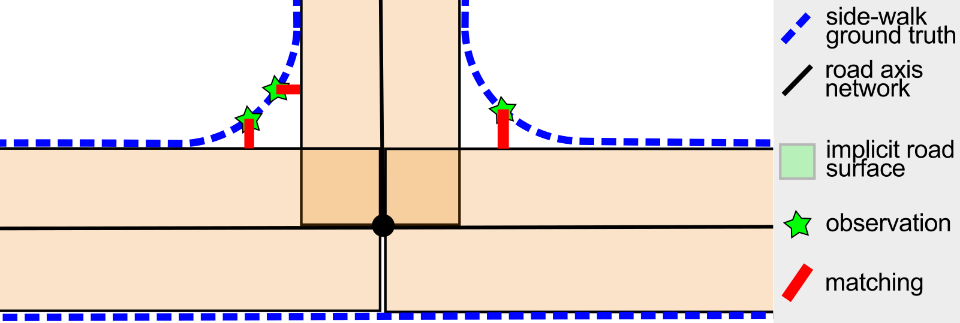 side-walk
ground truth
road axis
network
implicit road
surface
observation
matching